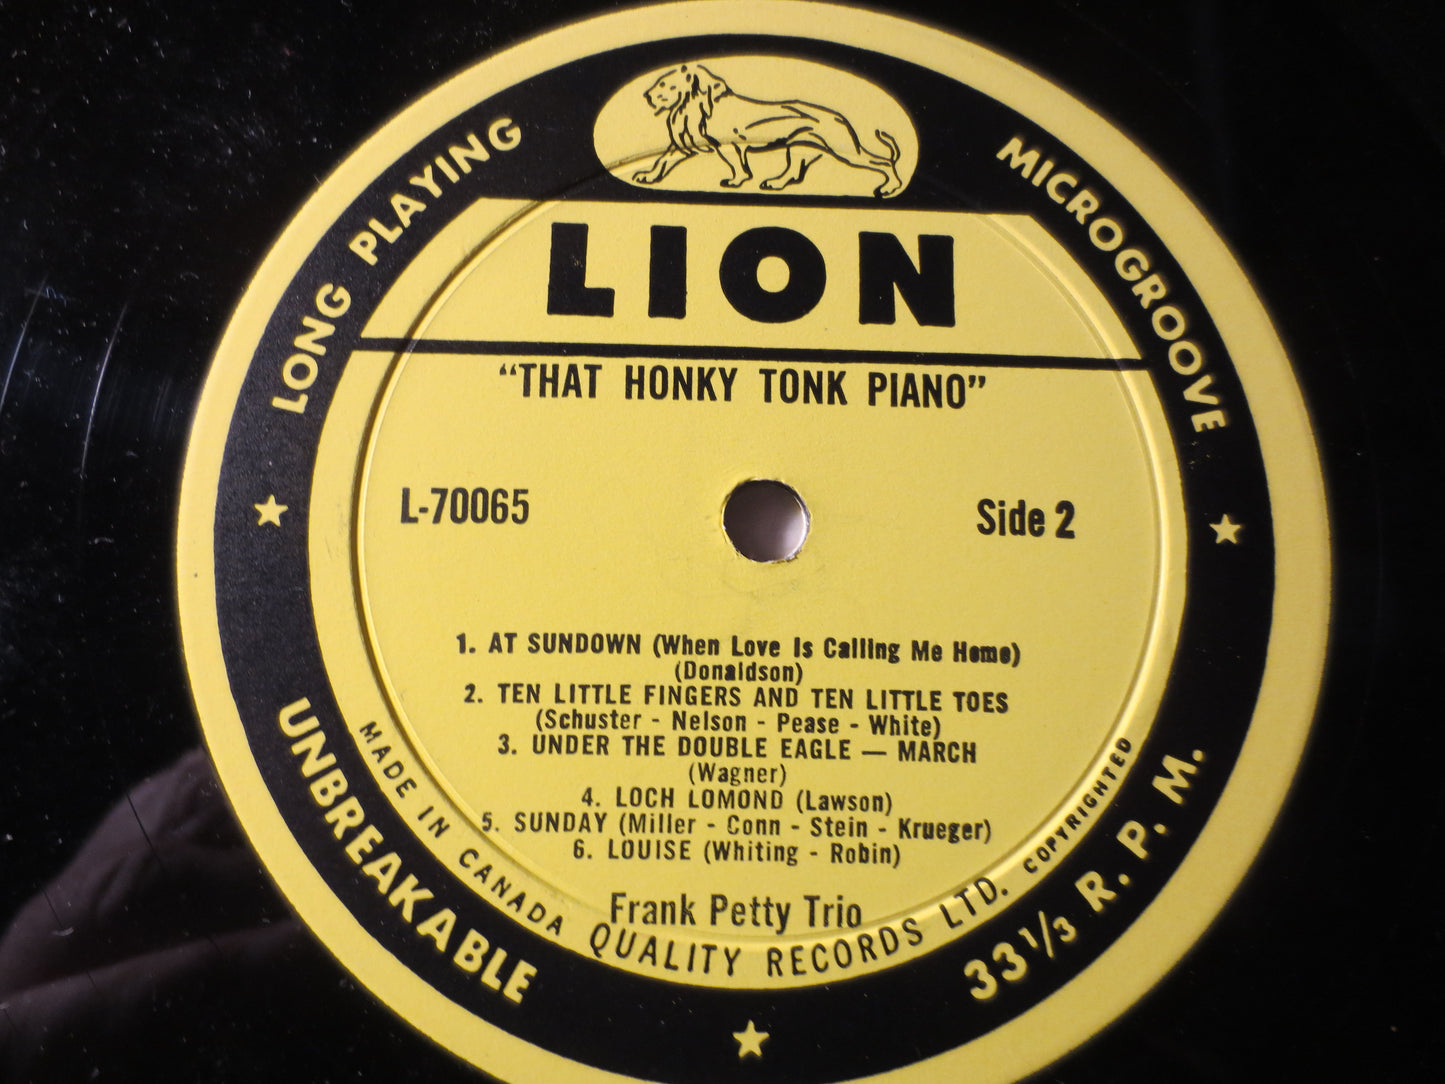 LONG PLAYING
MICROGROOVE
LION
“THAT HONKY TONK PIANO”
L-70065
Side 2
1. AT SUNDOWN (When Love Is Calling Me Home)
(Donaldson)
2. TEN LITTLE FINGERS AND TEN LITTLE TOES
(Schuster - Nelson - Pease - White)
3. UNDER THE DOUBLE EAGLE — MARCH
(Wagner)
4. LOCH LOMOND (Lawson)
5. SUNDAY (Miller - Conn - Stein - Krueger)
6. LOUISE (Whiting - Robin)
Frank Petty Trio
MADE IN CANADA QUALITY RECORDS LTD. COPYRIGHTED
UNBREAKABLE
33 1/3 R. P. M.